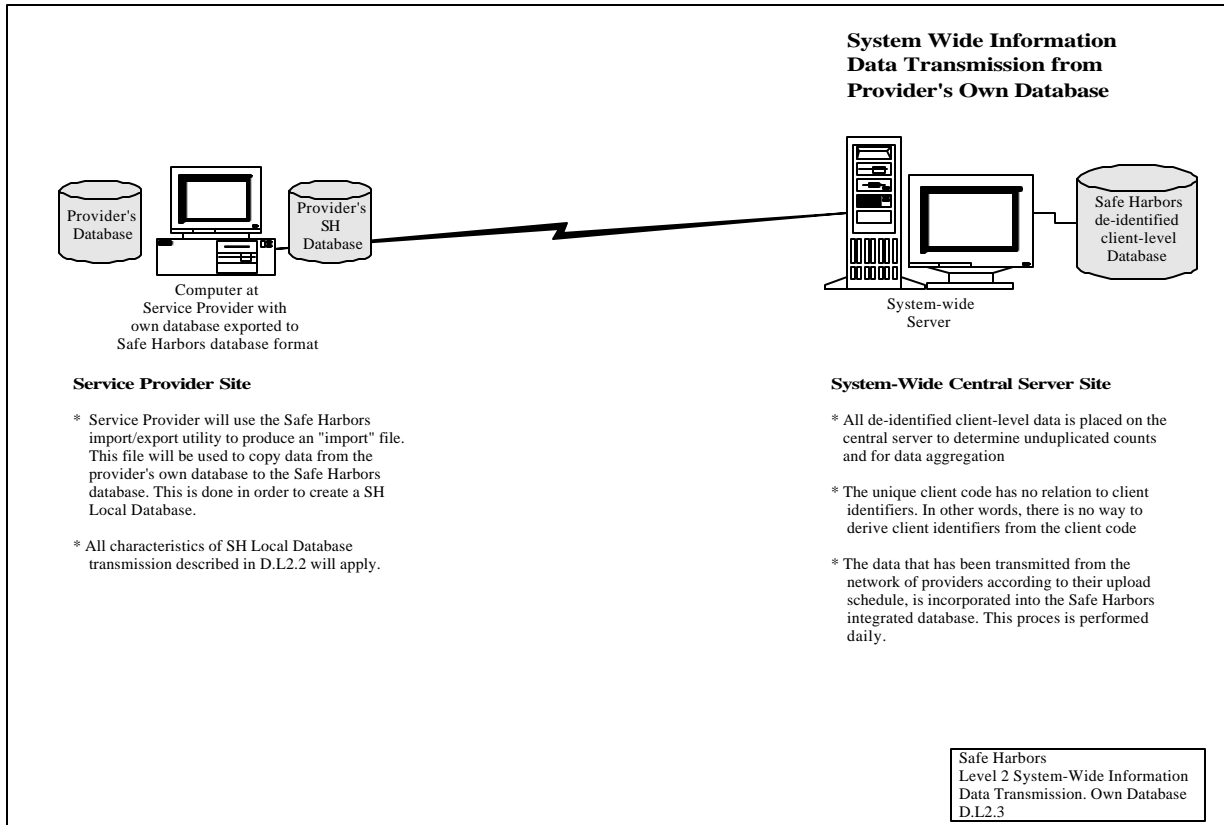 System Wide Information
Data Transmission from
Provider's Own Database
Provider's
Database
Provider's
SH
Database
Safe Harbors
de-identified
client-level
Database
Computer at
Service Provider with
own database exported to
Safe Harbors database format
System-wide
Server
Service Provider Site
* Service Provider will use the Safe Harbors
import/export utility to produce an "import" file.
This file will be used to copy data from the
provider's own database to the Safe Harbors
database. This is done in order to create a SH
Local Database.
* All characteristics of SH Local Database
transmission described in D.L2.2 will apply.
System-Wide Central Server Site
* All de-identified client-level data is placed on the
central server to determine unduplicated counts
and for data aggregation
* The unique client code has no relation to client
identifiers. In other words, there is no way to
derive client identifiers from the client code
* The data that has been transmitted from the
network of providers according to their upload
schedule, is incorporated into the Safe Harbors
integrated database. This proces is performed
daily.
Safe Harbors
Level 2 System-Wide Information
Data Transmission. Own Database
D.L2.3